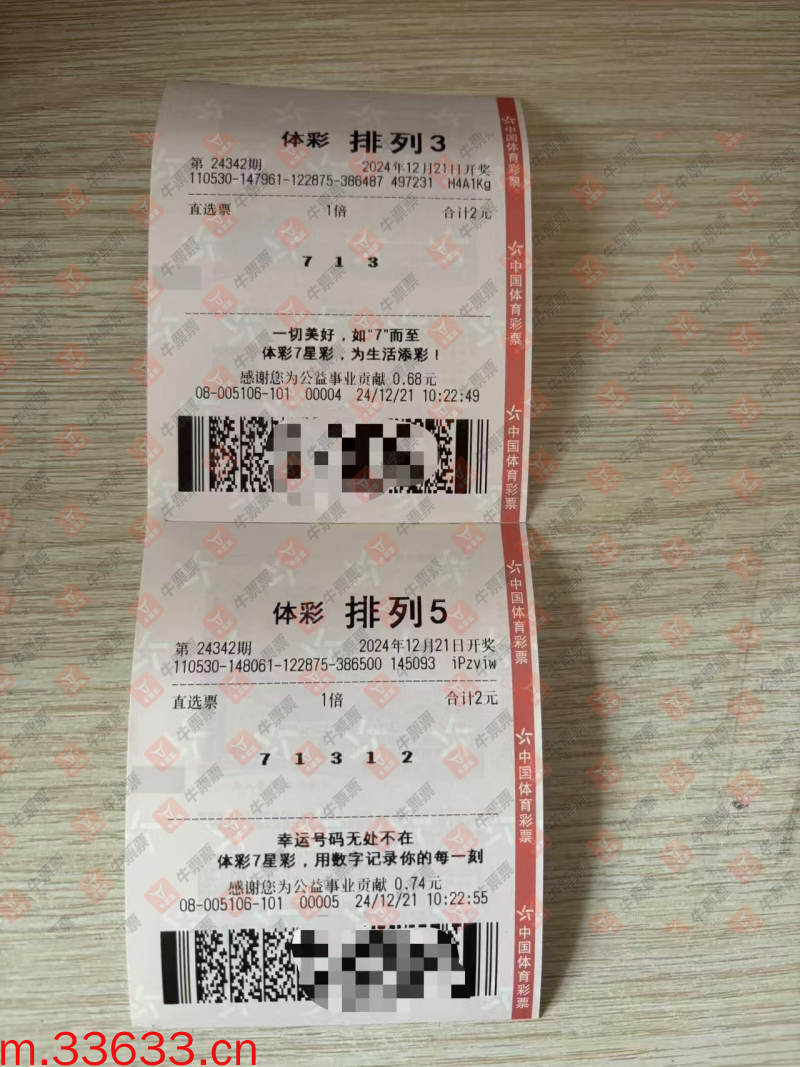 体彩 排列3
第 24342期 2024年12月21日开奖
110530-147961-122875-386487 497231 H4A1Kg
直选票 1倍 合计2元
7 1 3
一切美好，如“7”而至
体彩7星彩，为生活添彩！
感谢您为公益事业贡献 0.68元
08-005106-101 00004 24/12/21 10:22:49
中国体育彩票
中国体育彩票
中国体育彩票
体彩 排列5
第 24342期 2024年12月21日开奖
110530-148061-122875-386500 145093 iPzvjw
直选票 1倍 合计2元
7 1 3 1 2
幸运号码无处不在
体彩7星彩，用数字记录你的每一刻
感谢您为公益事业贡献 0.74元
08-005106-101 00005 24/12/21 10:22:55
中国体育彩票
中国体育彩票
中国体育彩票
牛票票
m.33633.cn